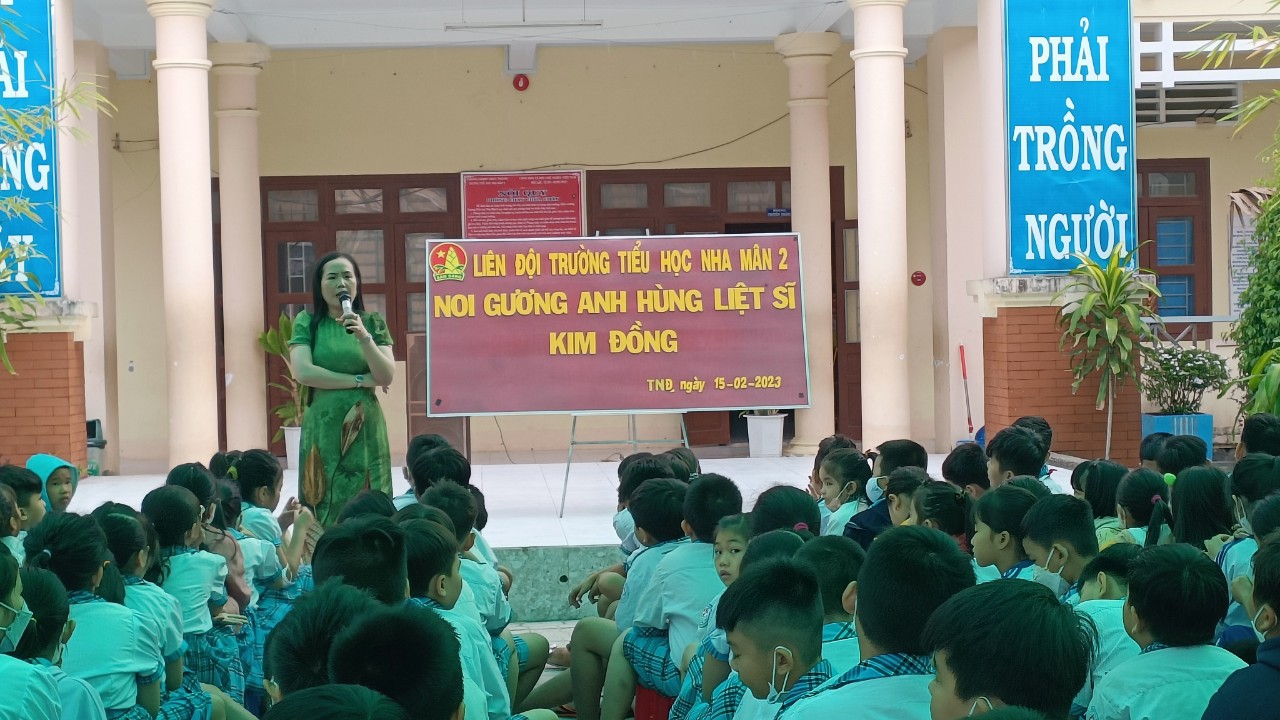 LIÊN ĐỘI TRƯỜNG TIỂU HỌC NHA MÂN 2
NOI GƯƠNG ANH HÙNG LIỆT SĨ
KIM ĐỒNG
TNĐ, ngày 15-02-2023
PHẢI
TRỒNG
NGƯỜI
NỘI QUY